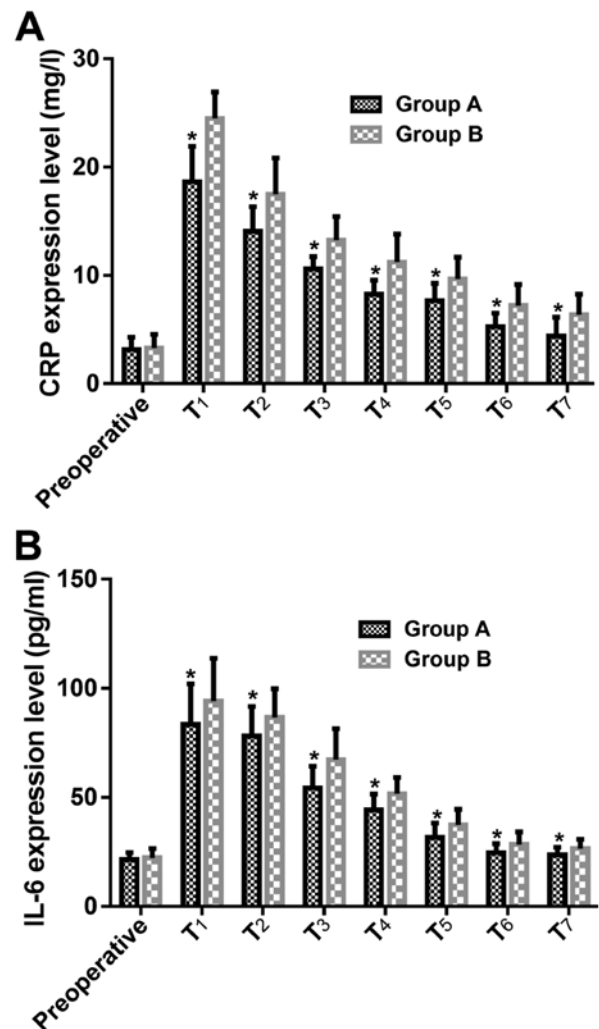 A
CRP expression level (mg/l)
30
20
10
0
Group A
Group B
*
*
*
*
*
*
*
Preoperative
T1
T2
T3
T4
T5
T6
T7
B
IL-6 expression level (pg/ml)
150
100
50
0
Group A
Group B
*
*
*
*
*
*
*
Preoperative
T1
T2
T3
T4
T5
T6
T7